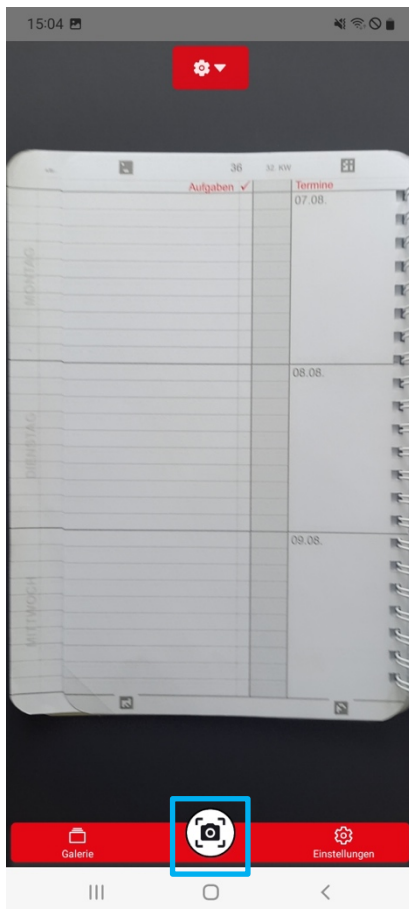 15:04
36 32. KW
Aufgaben ✓ Termine
07.08.
MONTAG
08.08.
DIENSTAG
09.08.
MITTWOCH
Galerie
Einstellungen